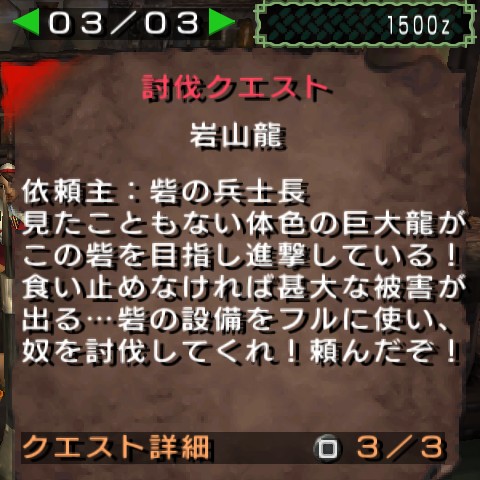 03/03
1500z
討伐クエスト
岩山龍
依頼主：砦の兵士長
見たこともない体色の巨大龍が
この砦を目指し進撃している！
食い止めなければ甚大な被害が
出る…砦の設備をフルに使い、
奴を討伐してくれ！頼んだぞ！
クエスト詳細 3/3